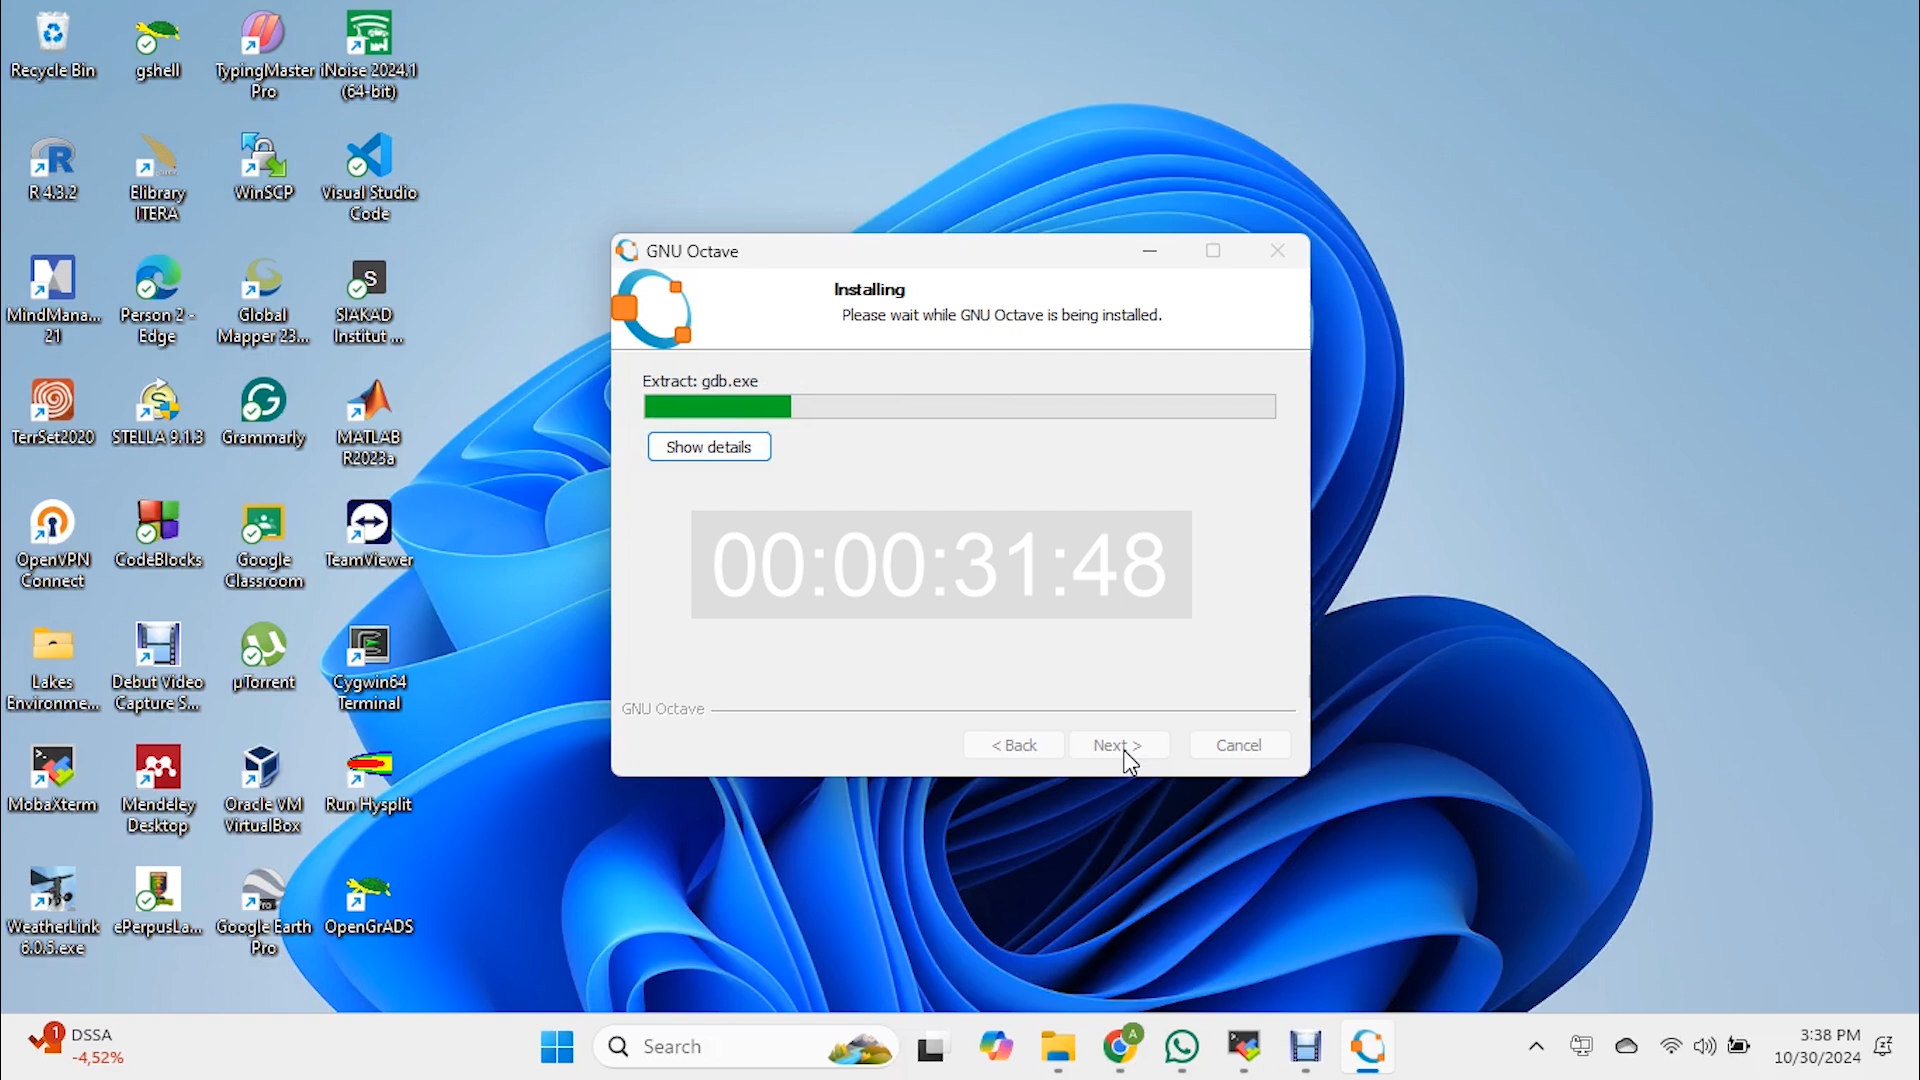 Recycle Bin
gshell
TypingMaster
Pro
iNoise 2024.1
(64-bit)
R 4.3.2
Elibrary
ITERA
WinSCP
Visual Studio
Code
MindMana...
21
Person 2 -
Edge
Global
Mapper 23...
SIAKAD
Institut ...
TerrSet2020
STELLA 9.1.3
Grammarly
MATLAB
R2023a
OpenVPN
Connect
CodeBlocks
Google
Classroom
TeamViewer
Lakes
Environme...
Debut Video
Capture S...
µTorrent
Cygwin64
Terminal
MobaXterm
Mendeley
Desktop
Oracle VM
VirtualBox
Run Hysplit
WeatherLink
6.0.5.exe
ePerpusLa...
Google Earth
Pro
OpenGrADS
GNU Octave
Installing
Please wait while GNU Octave is being installed.
Extract: gdb.exe
Show details
00:00:31:48
GNU Octave
< Back
Next >
Cancel
1
DSSA
-4,52%
Search
A
3:38 PM
10/30/2024